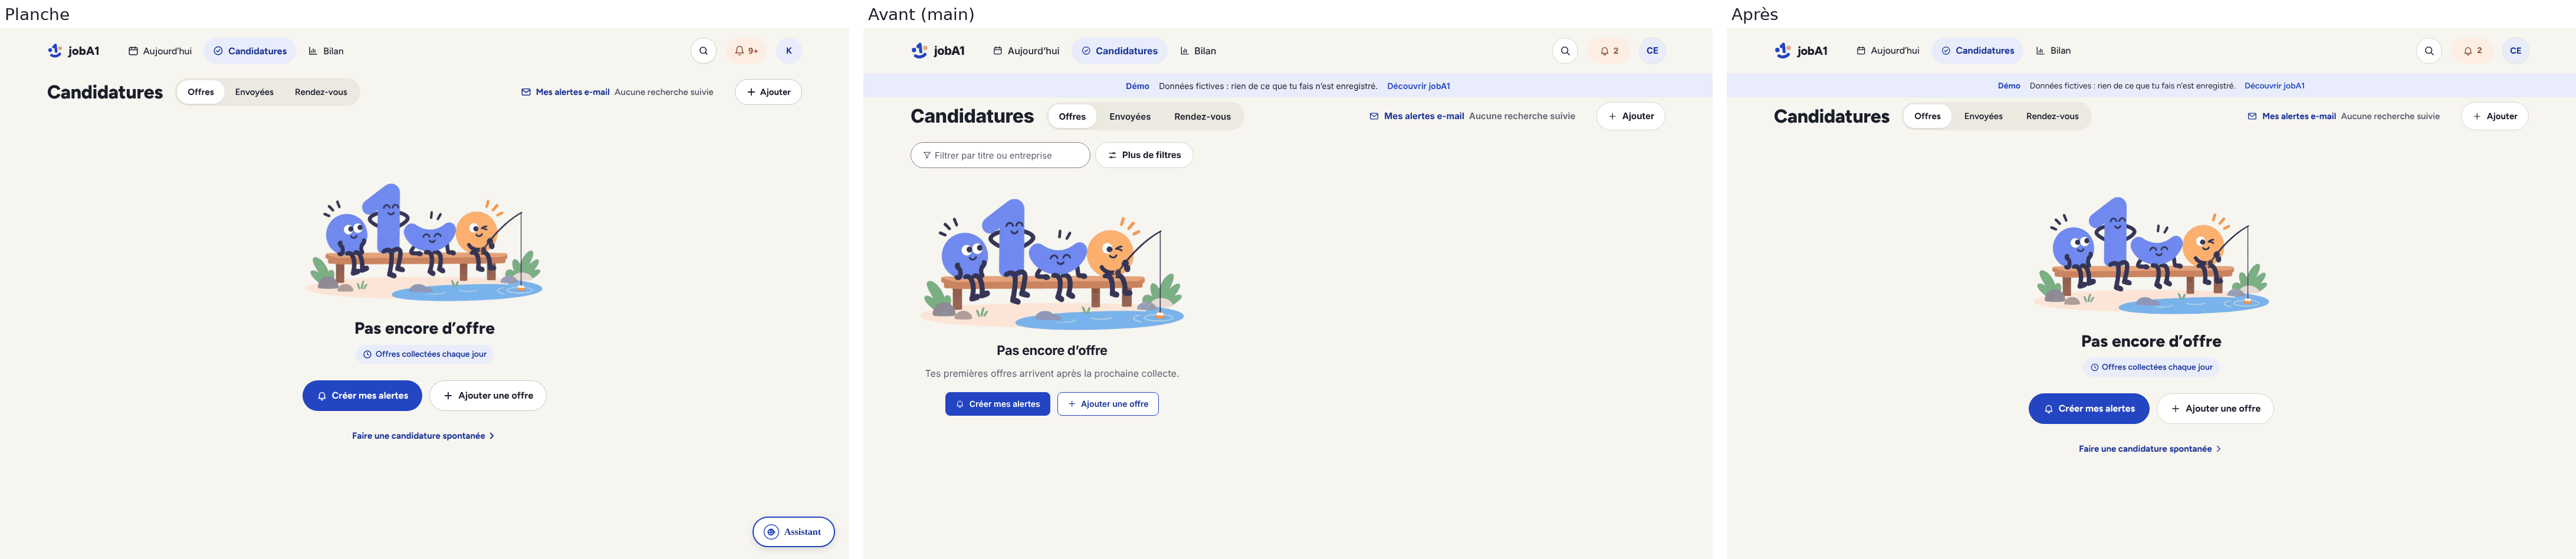 Planche
jobA1 Aujourd'hui Candidatures Bilan 9+ K
Candidatures Offres Envoyées Rendez-vous Mes alertes e-mail Aucune recherche suivie + Ajouter
Pas encore d’offre
Offres collectées chaque jour
Créer mes alertes + Ajouter une offre
Faire une candidature spontanée >
Assistant
Avant (main)
jobA1 Aujourd'hui Candidatures Bilan 2 CE
Démo Données fictives : rien de ce que tu fais n'est enregistré. Découvrir jobA1
Candidatures Offres Envoyées Rendez-vous Mes alertes e-mail Aucune recherche suivie + Ajouter
Filtrer par titre ou entreprise Plus de filtres
Pas encore d’offre
Tes premières offres arrivent après la prochaine collecte.
Créer mes alertes + Ajouter une offre
Après
jobA1 Aujourd'hui Candidatures Bilan 2 CE
Démo Données fictives : rien de ce que tu fais n'est enregistré. Découvrir jobA1
Candidatures Offres Envoyées Rendez-vous Mes alertes e-mail Aucune recherche suivie + Ajouter
Pas encore d’offre
Offres collectées chaque jour
Créer mes alertes + Ajouter une offre
Faire une candidature spontanée >